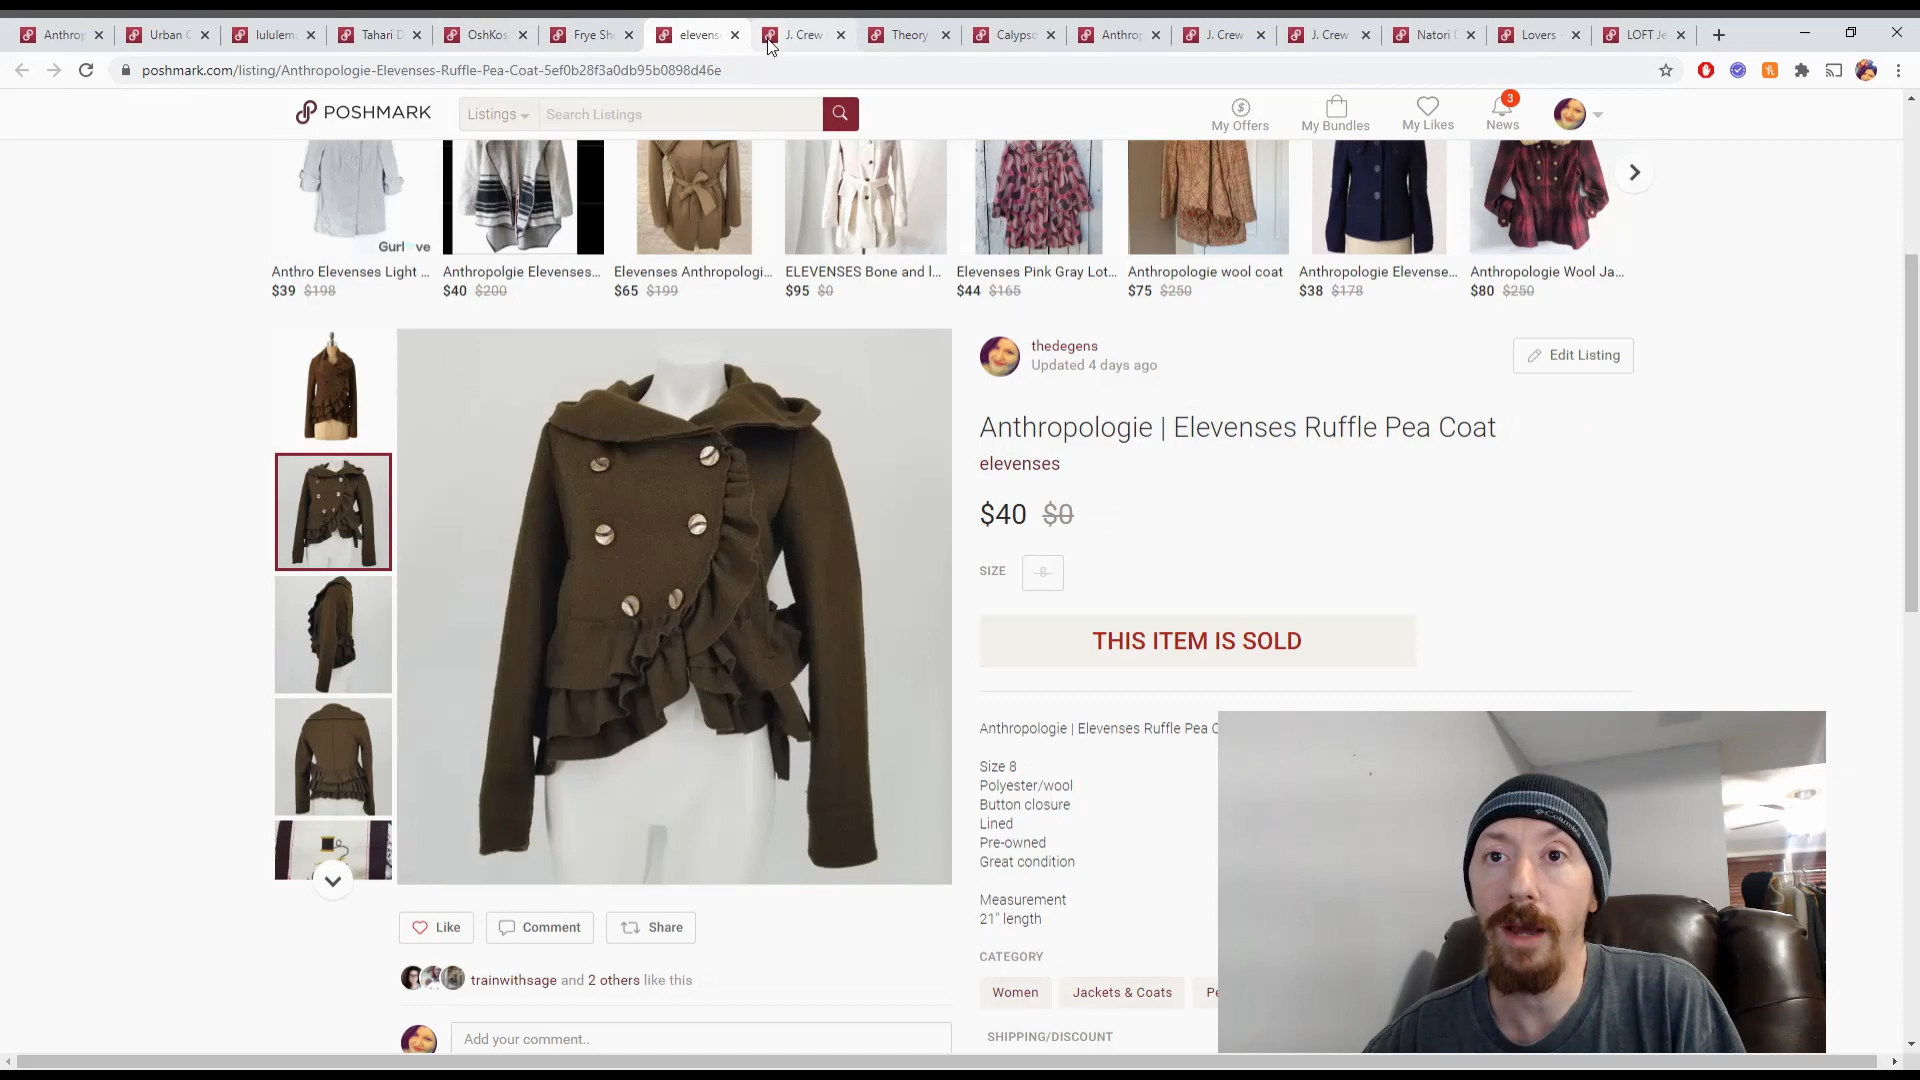 Anthrop
Urban C
lululem
Tahari D
OshKos
Frye Sh
elevens
J. Crew
Theory
Calypso
Anthrop
J. Crew
J. Crew
Natori D
Lovers -
LOFT Je
poshmark.com/listing/Anthropologie-Elevenses-Ruffle-Pea-Coat-5ef0b28f3a0db95b0898d46e
POSHMARK
Listings
Search Listings
My Offers
My Bundles
My Likes
3
News
Anthro Elevenses Light ...
$39 $198
Anthropolgie Elevenses...
$40 $200
Elevenses Anthropologi...
$65 $199
ELEVENSES Bone and l...
$95 $0
Elevenses Pink Gray Lot...
$44 $165
Anthropologie wool coat
$75 $250
Anthropologie Elevense...
$38 $178
Anthropologie Wool Ja...
$80 $250
thedegens
Updated 4 days ago
Edit Listing
Anthropologie | Elevenses Ruffle Pea Coat
elevenses
$40 $0
SIZE 8
THIS ITEM IS SOLD
Anthropologie | Elevenses Ruffle Pea C
Size 8
Polyester/wool
Button closure
Lined
Pre-owned
Great condition
Measurement
21" length
CATEGORY
Women
Jackets & Coats
Pe
SHIPPING/DISCOUNT
Like
Comment
Share
trainwithsage and 2 others like this
Add your comment..
Columbia